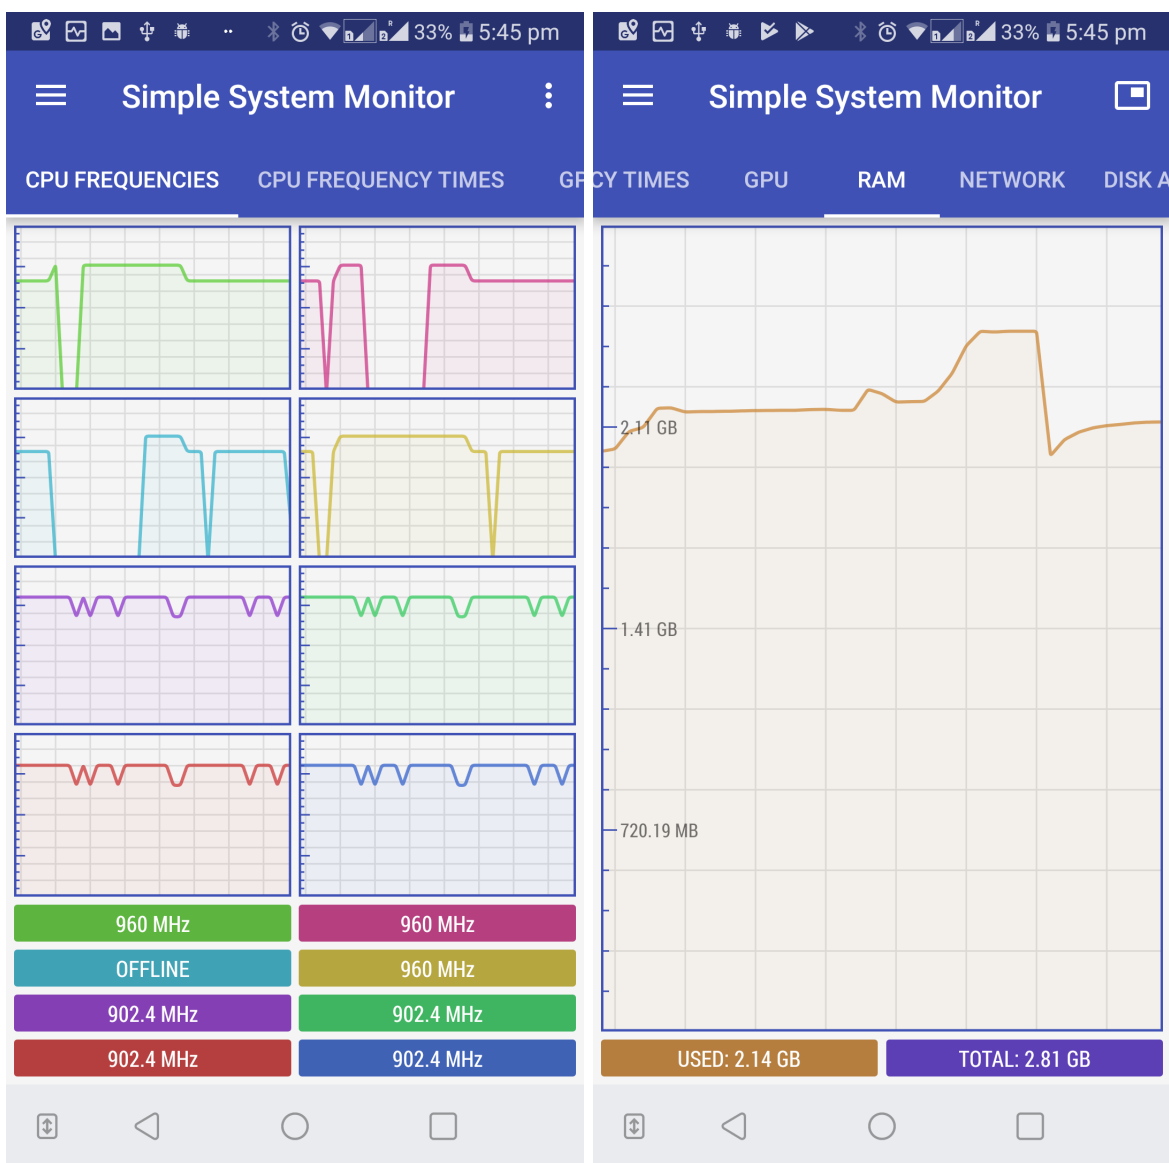 33% 5:45 pm
Simple System Monitor
CPU FREQUENCIES CPU FREQUENCY TIMES GP
960 MHz 960 MHz
OFFLINE 960 MHz
902.4 MHz 902.4 MHz
902.4 MHz 902.4 MHz
33% 5:45 pm
Simple System Monitor
CY TIMES GPU RAM NETWORK DISK A
2.11 GB
1.41 GB
720.19 MB
USED: 2.14 GB TOTAL: 2.81 GB